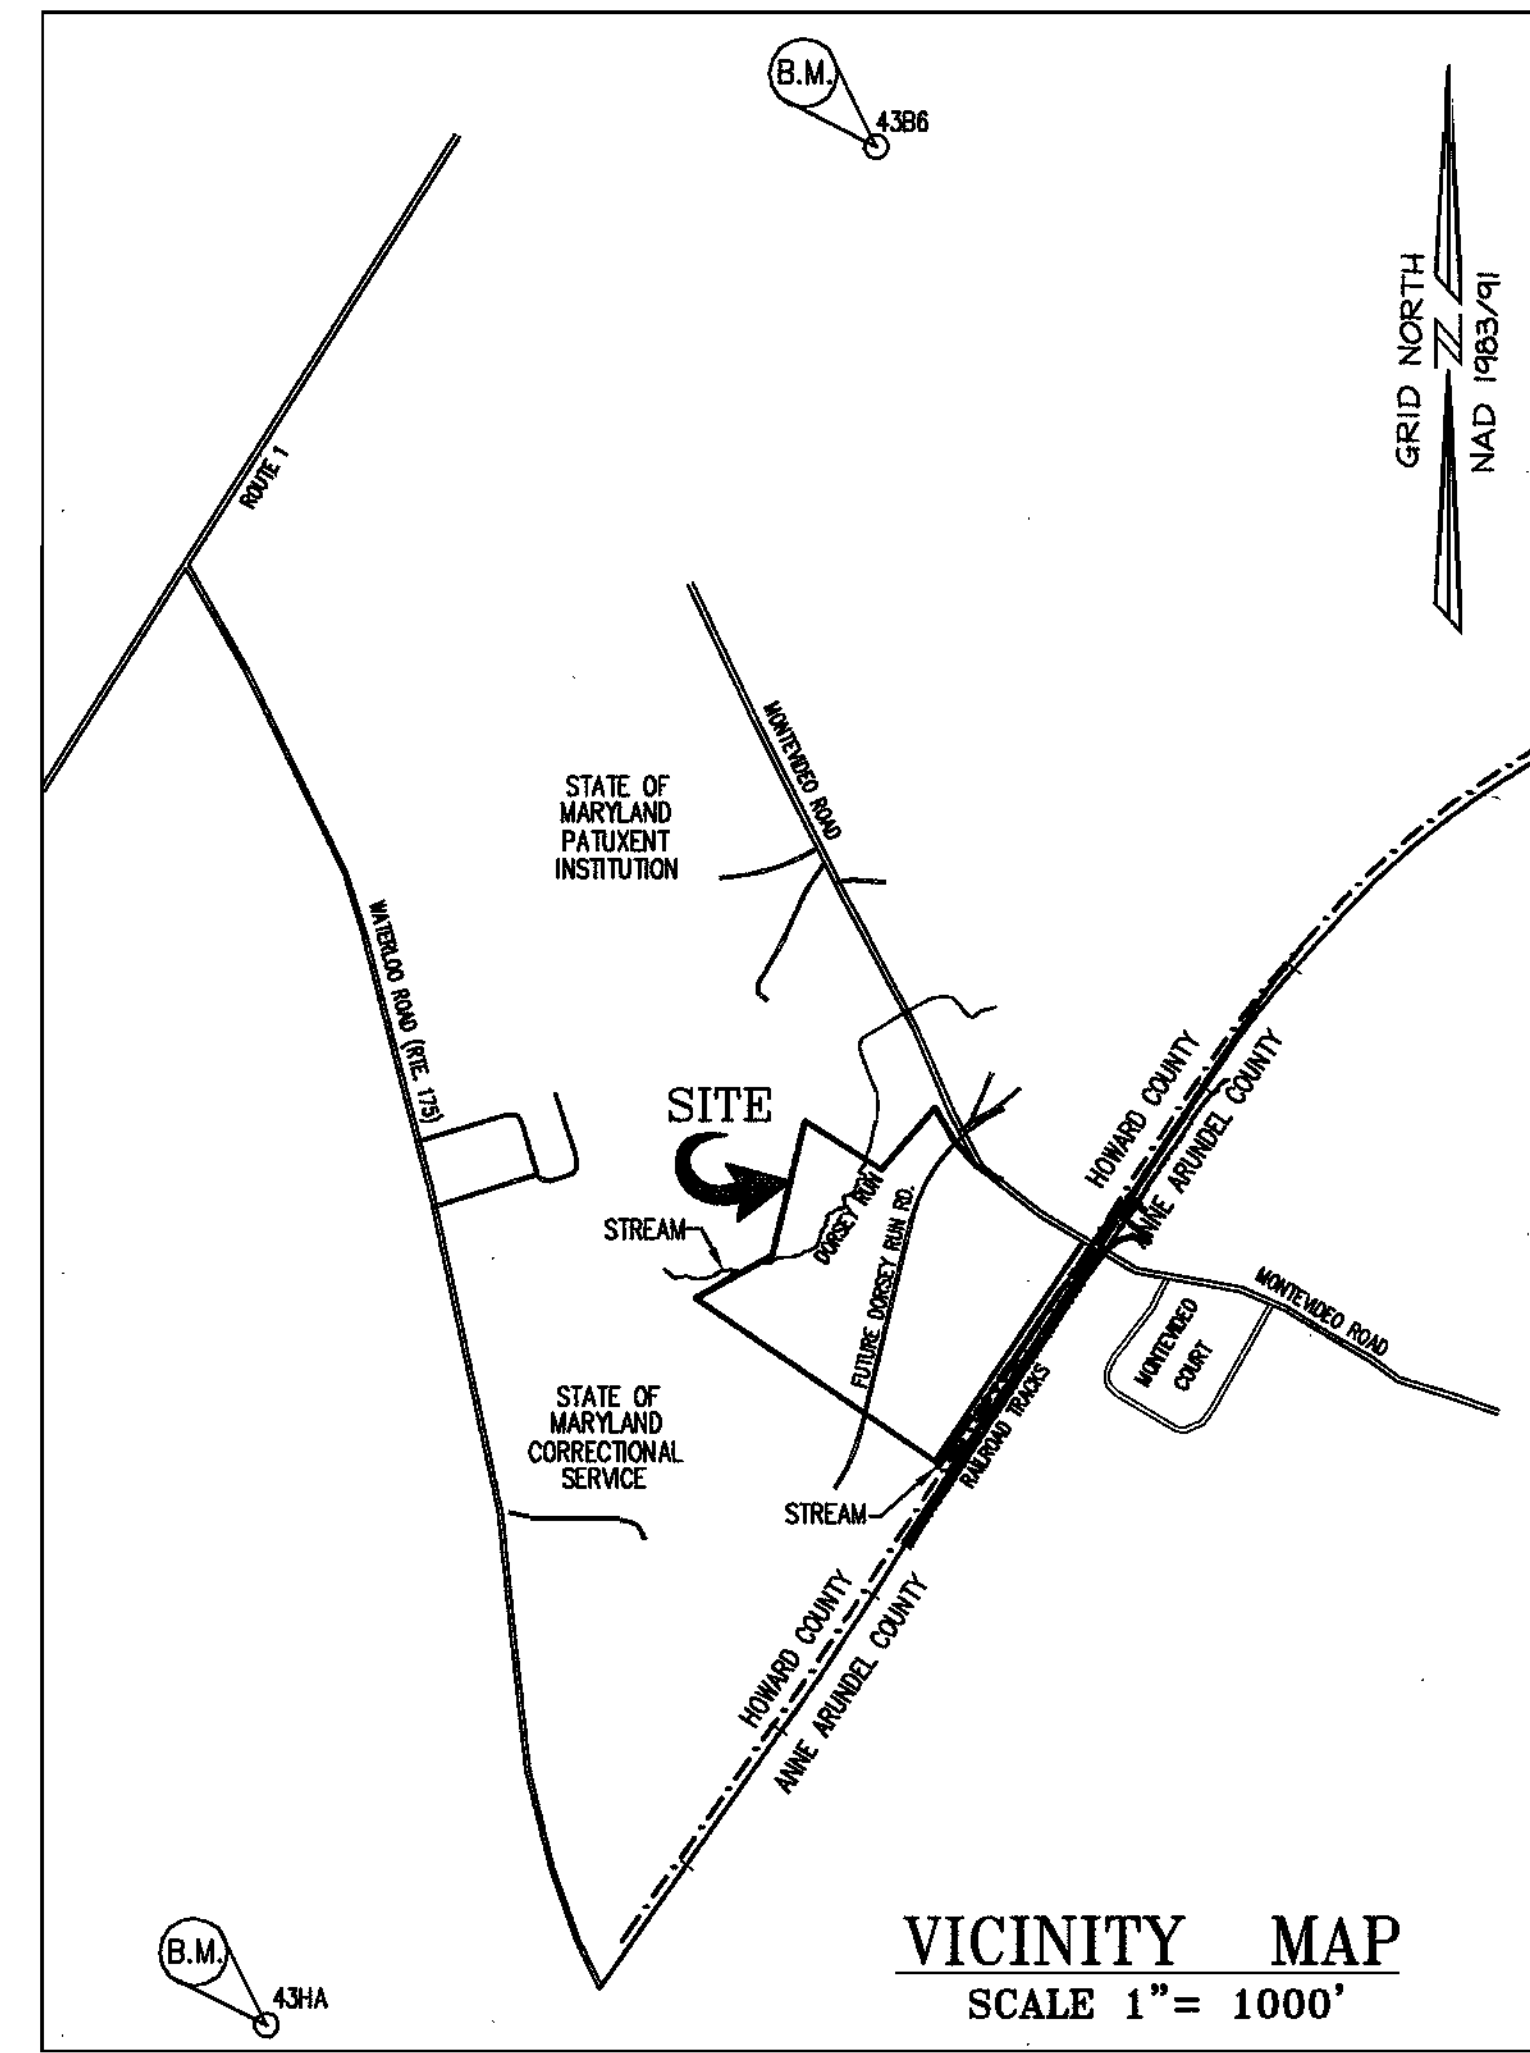 B.M.
43B6
GRID NORTH
N
NAD 1983/91
ROUTE 1
MONTEVIDEO ROAD
STATE OF
MARYLAND
PATUXENT
INSTITUTION
WATERLOO ROAD (RTE. 175)
HOWARD COUNTY
ANNE ARUNDEL COUNTY
SITE
STREAM
DORSEY RUN
FUTURE DORSEY RUN RD.
MONTEVIDEO ROAD
MONTEVIDEO
COURT
STATE OF
MARYLAND
CORRECTIONAL
SERVICE
RAILROAD TRACKS
STREAM
HOWARD COUNTY
ANNE ARUNDEL COUNTY
B.M.
43HA
VICINITY MAP
SCALE 1"= 1000'